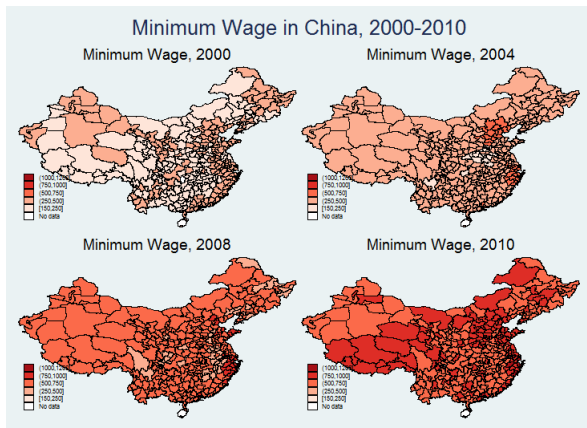 Minimum Wage in China, 2000-2010
Minimum Wage, 2000
Minimum Wage, 2004
(750,1000]
(500,750]
(250,500]
[150,250]
No data
(750,1000]
(500,750]
(250,500]
[150,250]
No data
Minimum Wage, 2008
Minimum Wage, 2010
(750,1000]
(500,750]
(250,500]
[150,250]
No data
(750,1000]
(500,750]
(250,500]
[150,250]
No data